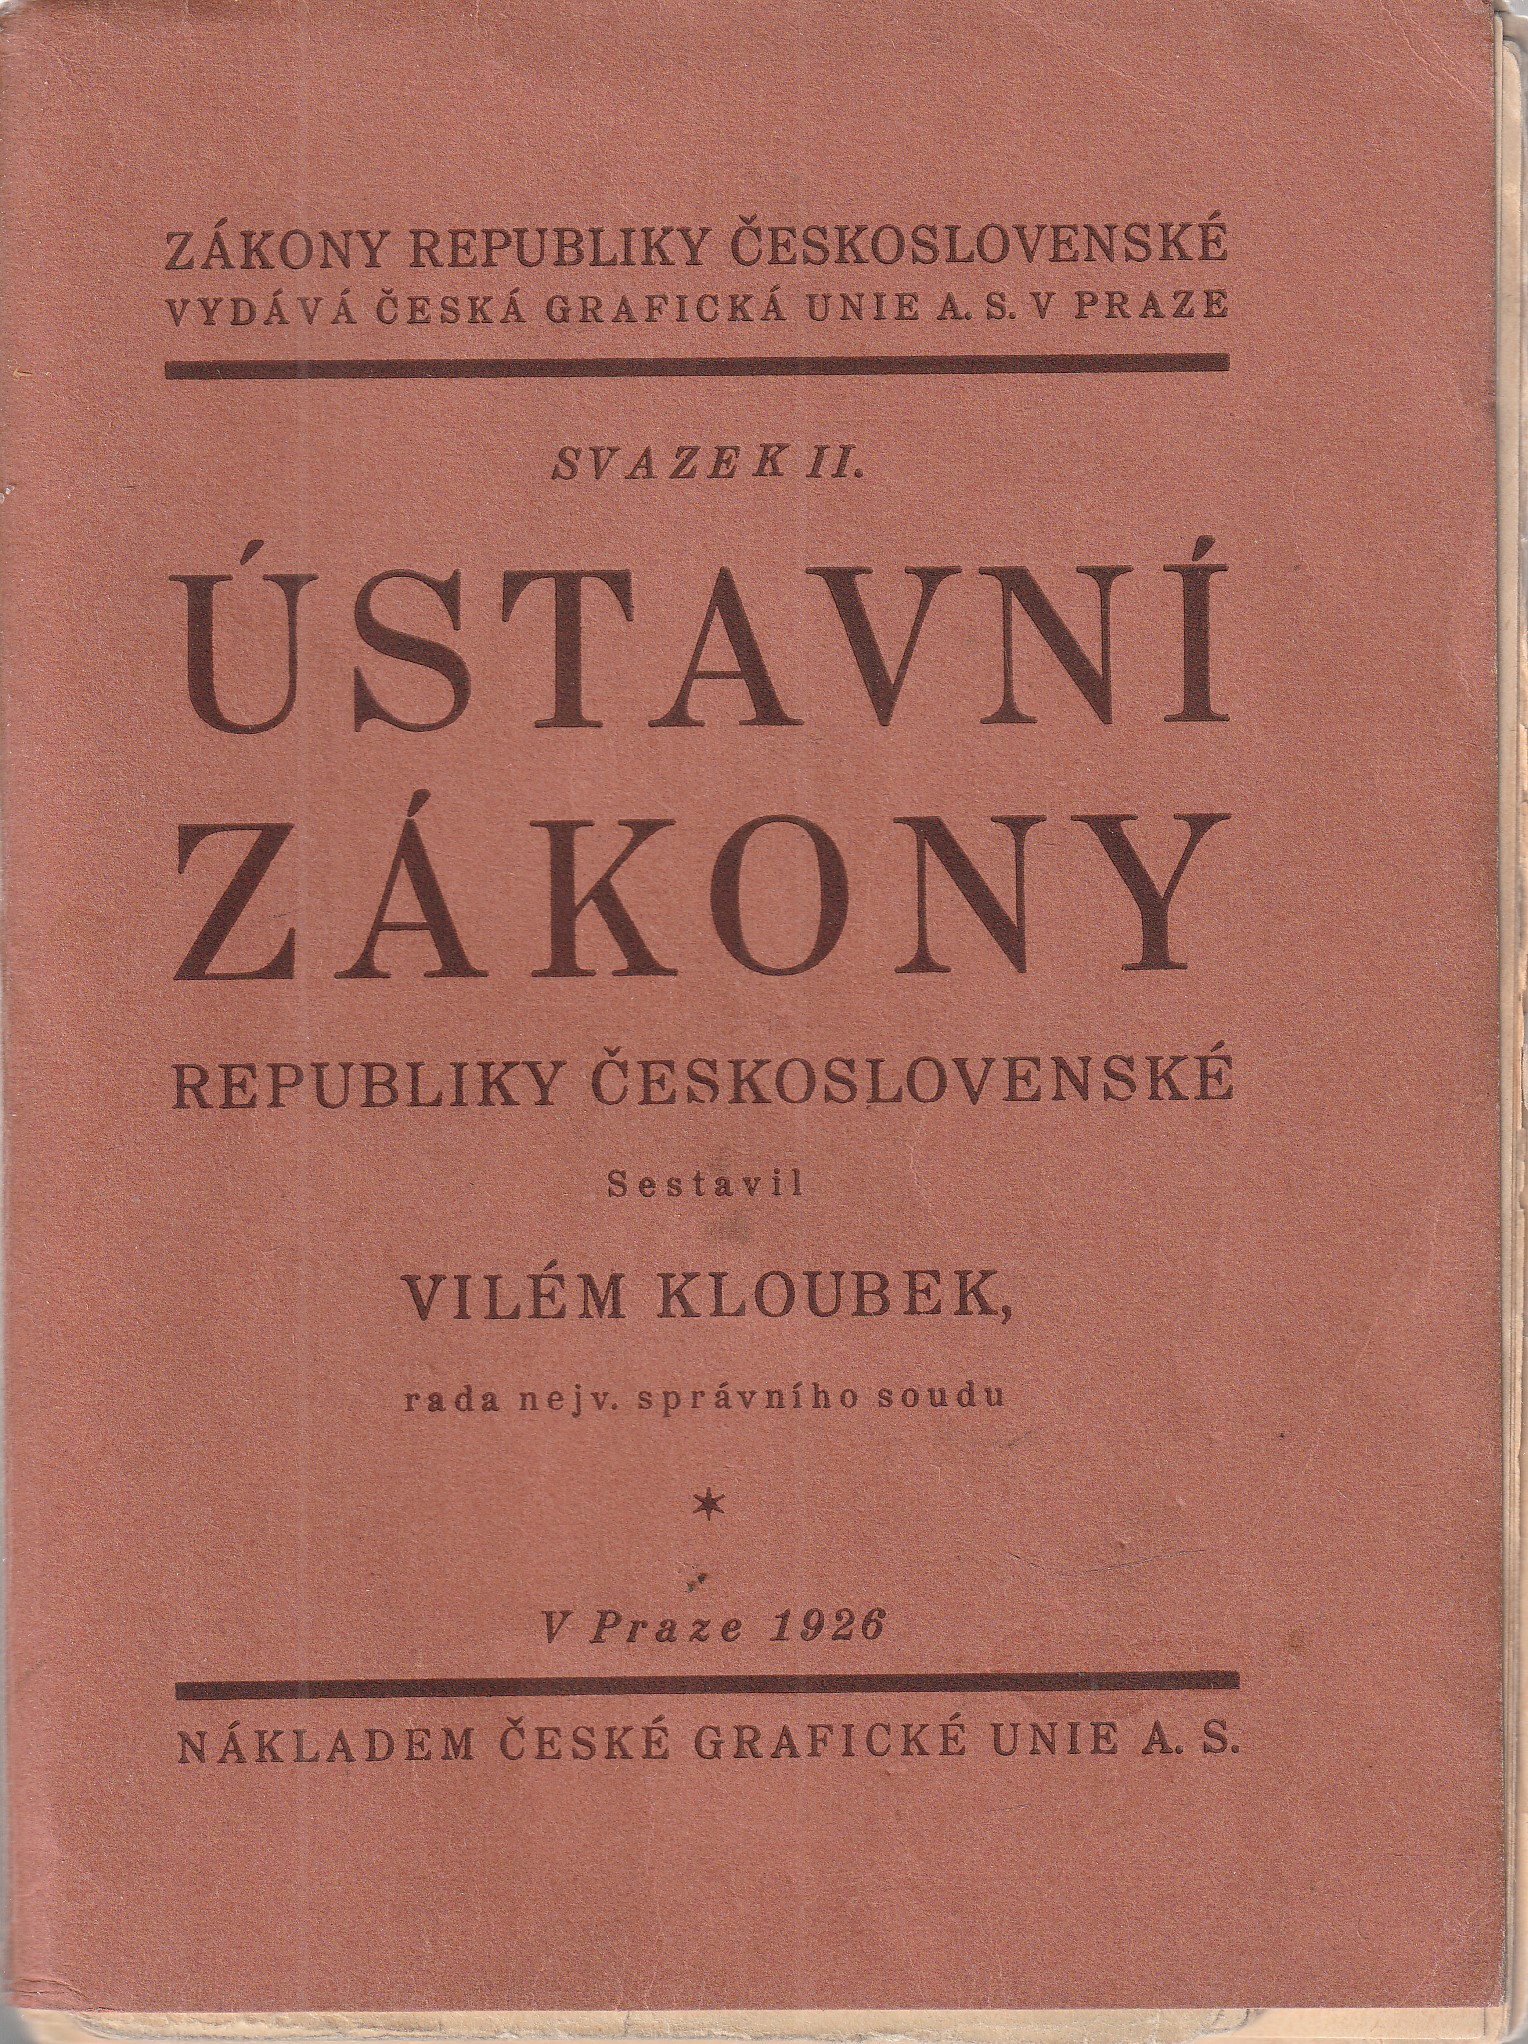 ZÁKONY REPUBLIKY ČESKOSLOVENSKÉ
VYDÁVÁ ČESKÁ GRAFICKÁ UNIE A. S. V PRAZE
SVAZEK II.
ÚSTAVNÍ
ZÁKONY
REPUBLIKY ČESKOSLOVENSKÉ
Sestavil
VILÉM KLOUBEK,
rada nejv. správního soudu
*
V Praze 1926
NÁKLADEM ČESKÉ GRAFICKÉ UNIE A. S.